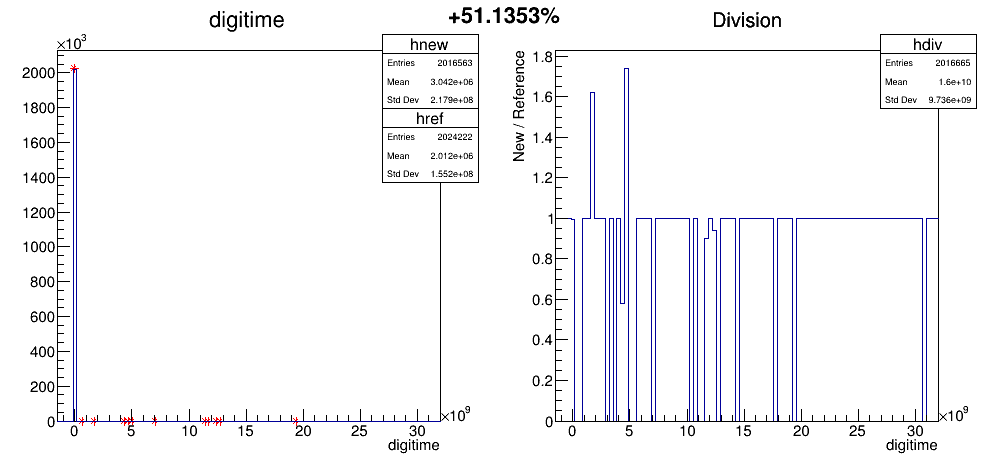 +51.1353%
digitime
×10³
2000
1800
1600
1400
1200
1000
800
600
400
200
0
0 5 10 15 20 25 30
×10⁹
digitime
hnew
Entries 2016563
Mean 3.042e+06
Std Dev 2.179e+08
href
Entries 2024222
Mean 2.012e+06
Std Dev 1.552e+08
Division
New / Reference
1.8
1.6
1.4
1.2
1
0.8
0.6
0.4
0.2
0
0 5 10 15 20 25 30
×10⁹
digitime
hdiv
Entries 2016665
Mean 1.6e+10
Std Dev 9.736e+09